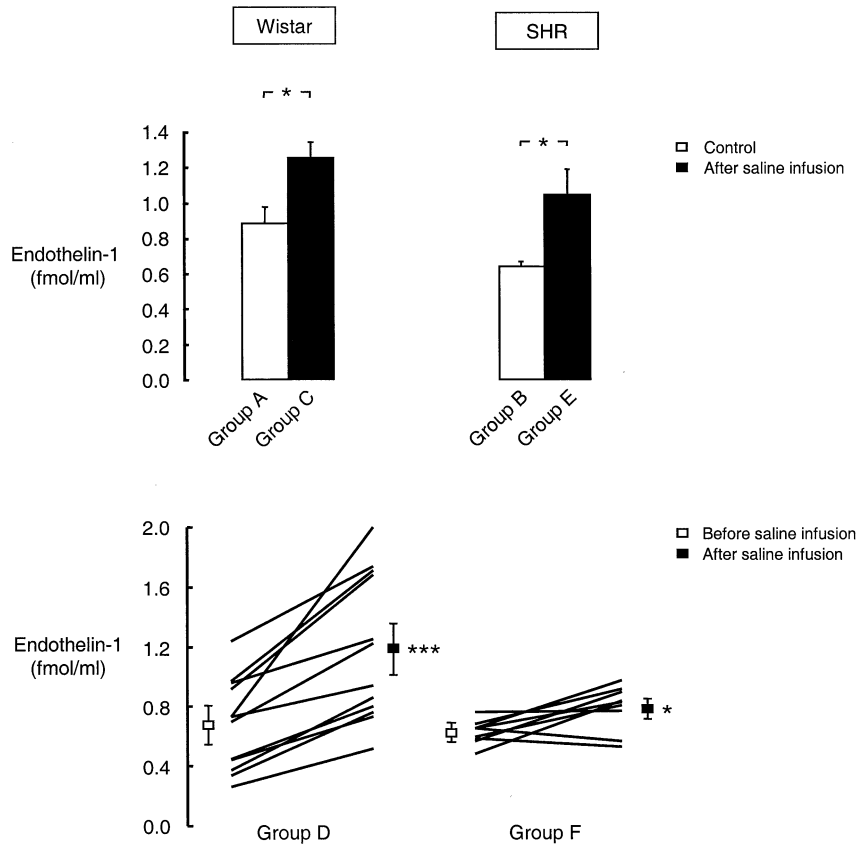 Wistar
SHR
*
*
1.4
1.2
1.0
0.8
0.6
0.4
0.2
0.0
Endothelin-1
(fmol/ml)
Control
After saline infusion
Group A
Group C
Group B
Group E
2.0
1.6
1.2
0.8
0.4
0.0
Endothelin-1
(fmol/ml)
Before saline infusion
After saline infusion
***
*
Group D
Group F